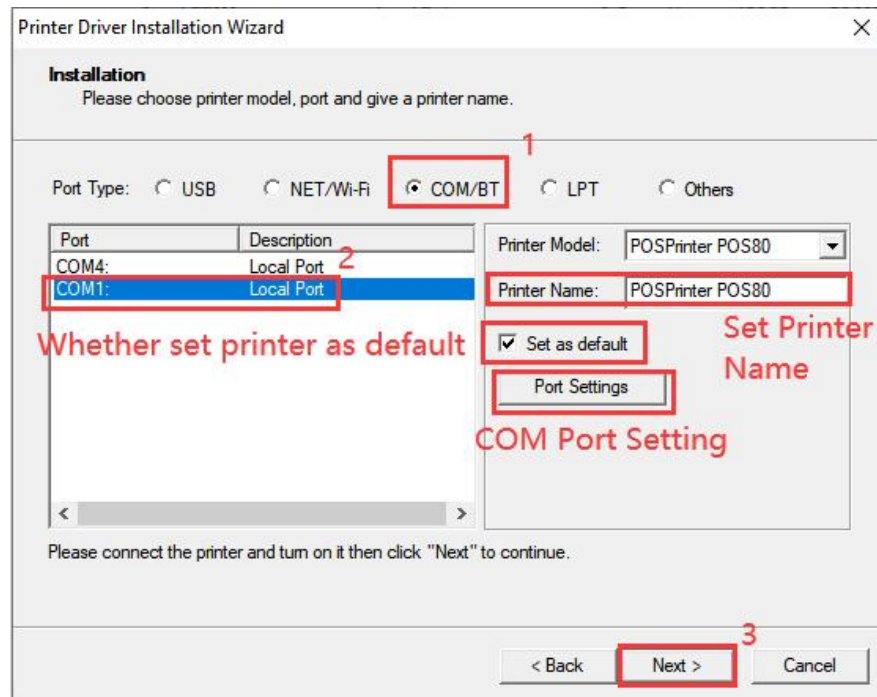 Printer Driver Installation Wizard
Installation
Please choose printer model, port and give a printer name.
1
Port Type: USB NET/Wi-Fi COM/BT LPT Others
Port Description
2
COM4: Local Port
COM1: Local Port
Whether set printer as default
Printer Model: POSPrinter POS80
Printer Name: POSPrinter POS80
Set as default
Set Printer
Name
Port Settings
COM Port Setting
Please connect the printer and turn on it then click "Next" to continue.
3
< Back Next > Cancel